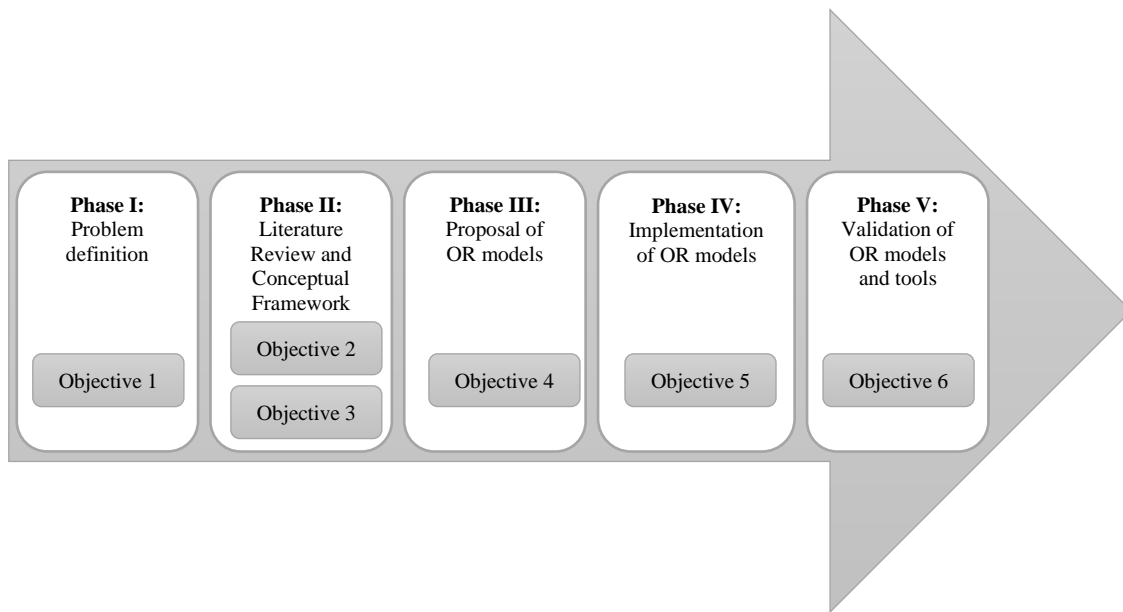 Phase I:
Problem
definition
Objective 1
Phase II:
Literature
Review and
Conceptual
Framework
Objective 2
Objective 3
Phase III:
Proposal of
OR models
Objective 4
Phase IV:
Implementation
of OR models
Objective 5
Phase V:
Validation of
OR models
and tools
Objective 6